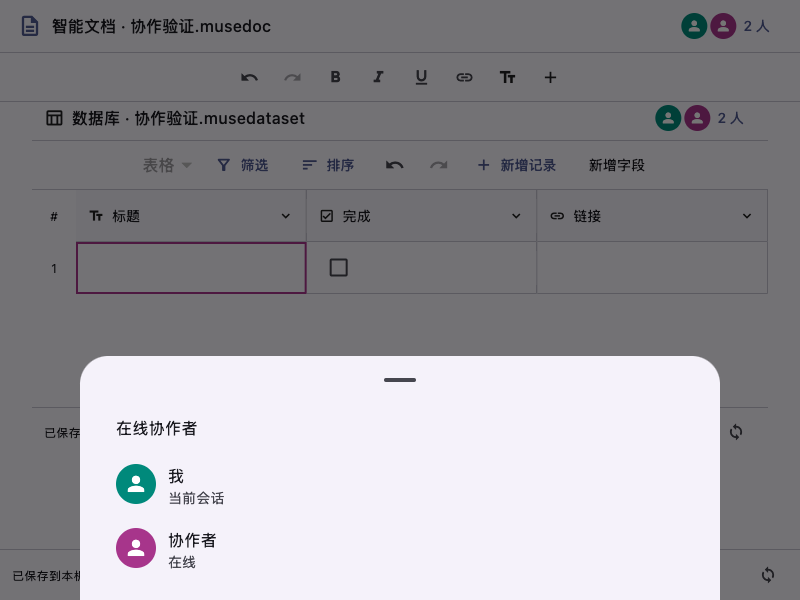 智能文档 · 协作验证.musedoc
2 人
B I U Tr +
数据库 · 协作验证.musedataset
2 人
表格 筛选 排序 新增记录 新增字段
# Tr 标题 完成 链接
1
已保存
在线协作者
我
当前会话
协作者
在线
已保存到本机